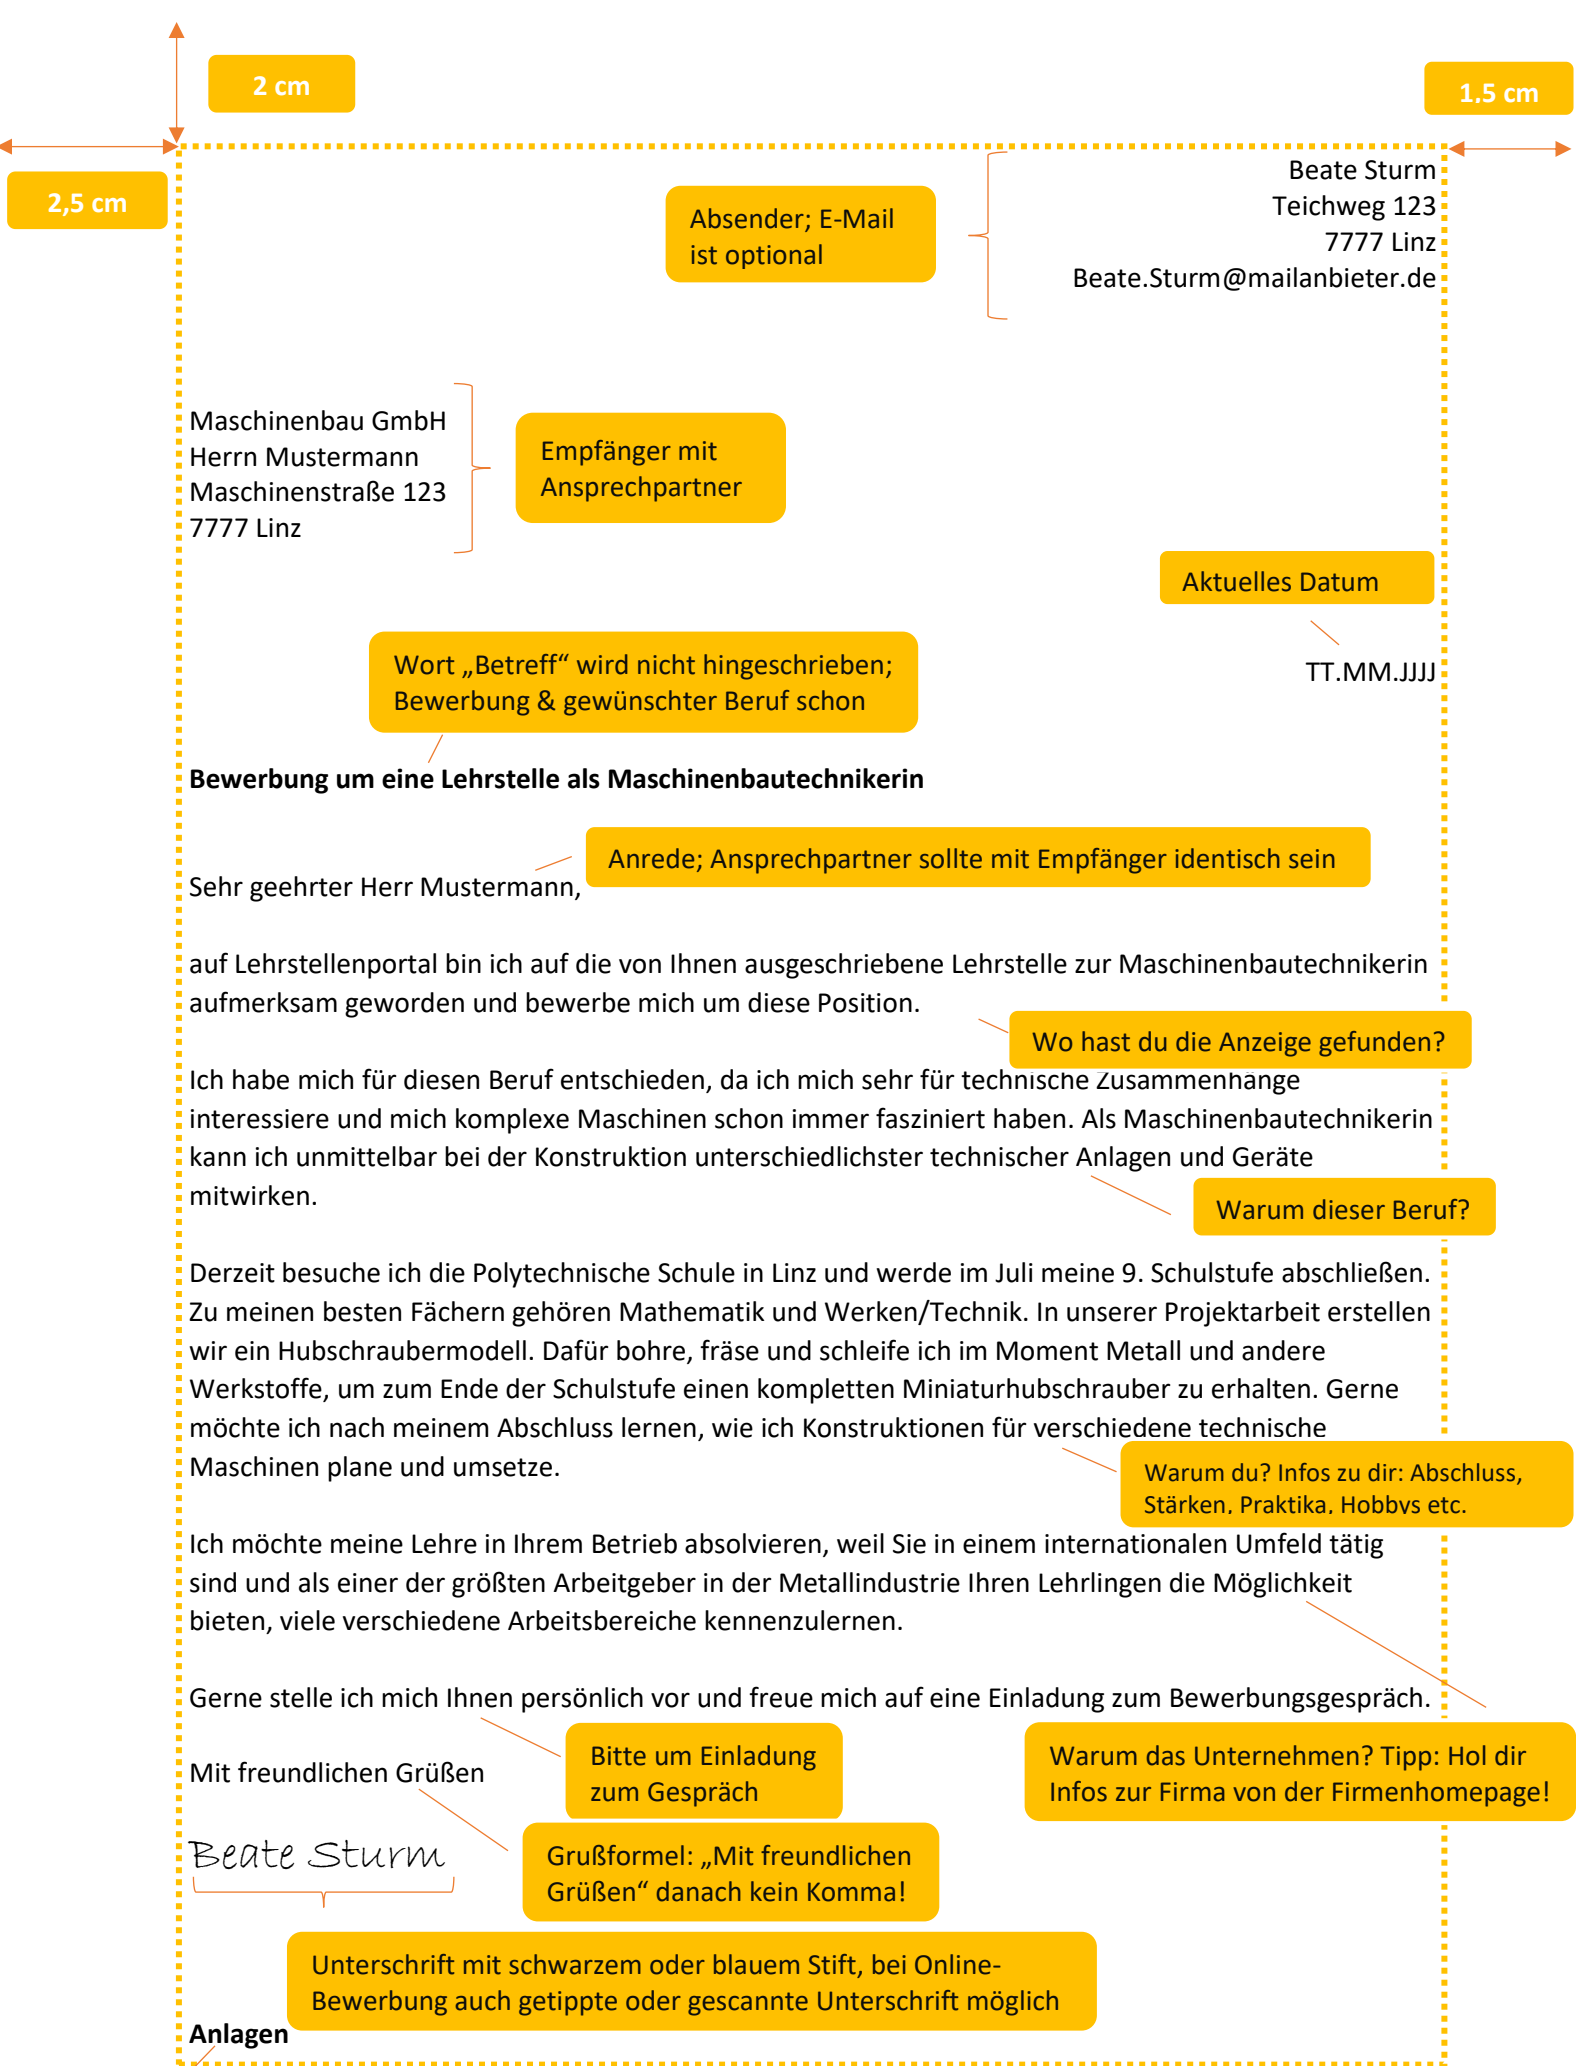 2 cm
1,5 cm
2,5 cm
Absender; E-Mail
ist optional
Beate Sturm
Teichweg 123
7777 Linz
Beate.Sturm@mailanbieter.de
Maschinenbau GmbH
Herrn Mustermann
Maschinenstraße 123
7777 Linz
Empfänger mit
Ansprechpartner
Aktuelles Datum
TT.MM.JJJJ
Wort „Betreff“ wird nicht hingeschrieben;
Bewerbung & gewünschter Beruf schon
Bewerbung um eine Lehrstelle als Maschinenbautechnikerin
Anrede; Ansprechpartner sollte mit Empfänger identisch sein
Sehr geehrter Herr Mustermann,
auf Lehrstellenportal bin ich auf die von Ihnen ausgeschriebene Lehrstelle zur Maschinenbautechnikerin
aufmerksam geworden und bewerbe mich um diese Position.
Wo hast du die Anzeige gefunden?
Ich habe mich für diesen Beruf entschieden, da ich mich sehr für technische Zusammenhänge
interessiere und mich komplexe Maschinen schon immer fasziniert haben. Als Maschinenbautechnikerin
kann ich unmittelbar bei der Konstruktion unterschiedlichster technischer Anlagen und Geräte
mitwirken.
Warum dieser Beruf?
Derzeit besuche ich die Polytechnische Schule in Linz und werde im Juli meine 9. Schulstufe abschließen.
Zu meinen besten Fächern gehören Mathematik und Werken/Technik. In unserer Projektarbeit erstellen
wir ein Hubschraubermodell. Dafür bohre, fräse und schleife ich im Moment Metall und andere
Werkstoffe, um zum Ende der Schulstufe einen kompletten Miniaturhubschrauber zu erhalten. Gerne
möchte ich nach meinem Abschluss lernen, wie ich Konstruktionen für verschiedene technische
Maschinen plane und umsetze.
Warum du? Infos zu dir: Abschluss,
Stärken, Praktika, Hobbys etc.
Ich möchte meine Lehre in Ihrem Betrieb absolvieren, weil Sie in einem internationalen Umfeld tätig
sind und als einer der größten Arbeitgeber in der Metallindustrie Ihren Lehrlingen die Möglichkeit
bieten, viele verschiedene Arbeitsbereiche kennenzulernen.
Gerne stelle ich mich Ihnen persönlich vor und freue mich auf eine Einladung zum Bewerbungsgespräch.
Bitte um Einladung
zum Gespräch
Warum das Unternehmen? Tipp: Hol dir
Infos zur Firma von der Firmenhomepage!
Mit freundlichen Grüßen
Beate Sturm
Grußformel: „Mit freundlichen
Grüßen“ danach kein Komma!
Unterschrift mit schwarzem oder blauem Stift, bei Online-
Bewerbung auch getippte oder gescannte Unterschrift möglich
Anlagen